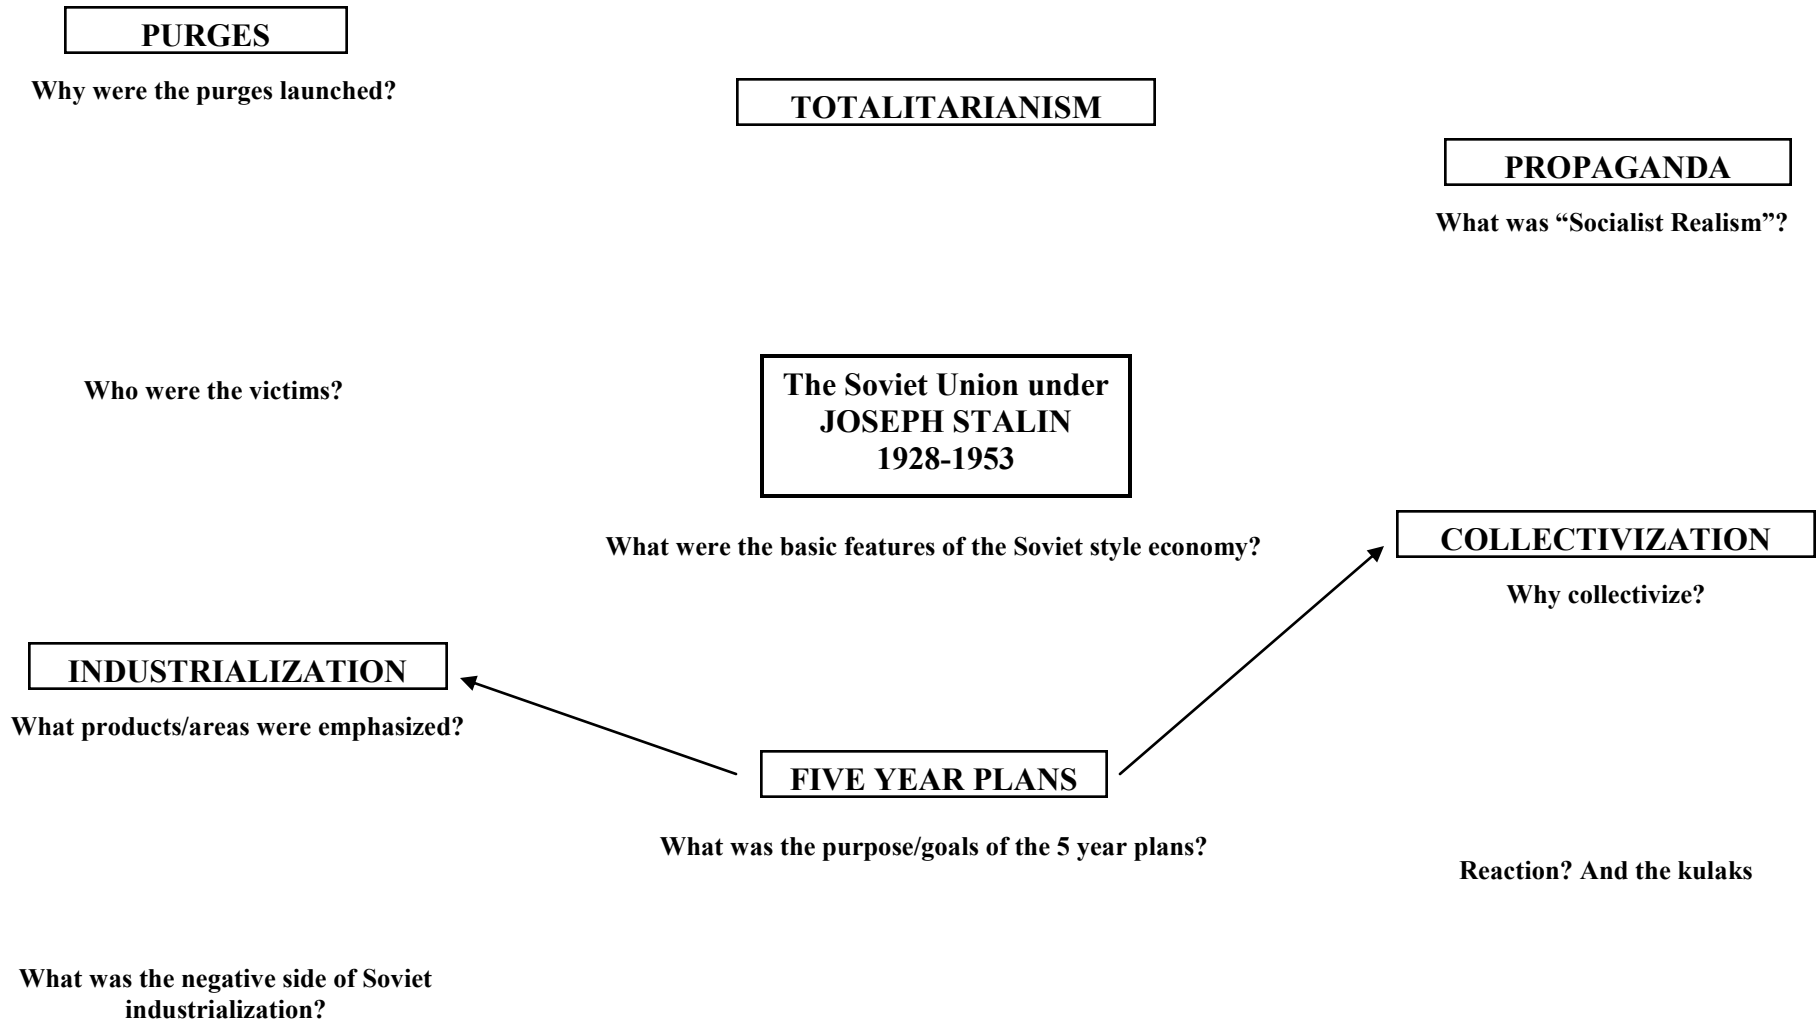 PURGES
Why were the purges launched?
TOTALITARIANISM
PROPAGANDA
What was “Socialist Realism”?
Who were the victims?
The Soviet Union under
JOSEPH STALIN
1928-1953
What were the basic features of the Soviet style economy?
COLLECTIVIZATION
Why collectivize?
INDUSTRIALIZATION
What products/areas were emphasized?
FIVE YEAR PLANS
What was the purpose/goals of the 5 year plans?
Reaction? And the kulaks
What was the negative side of Soviet
industrialization?